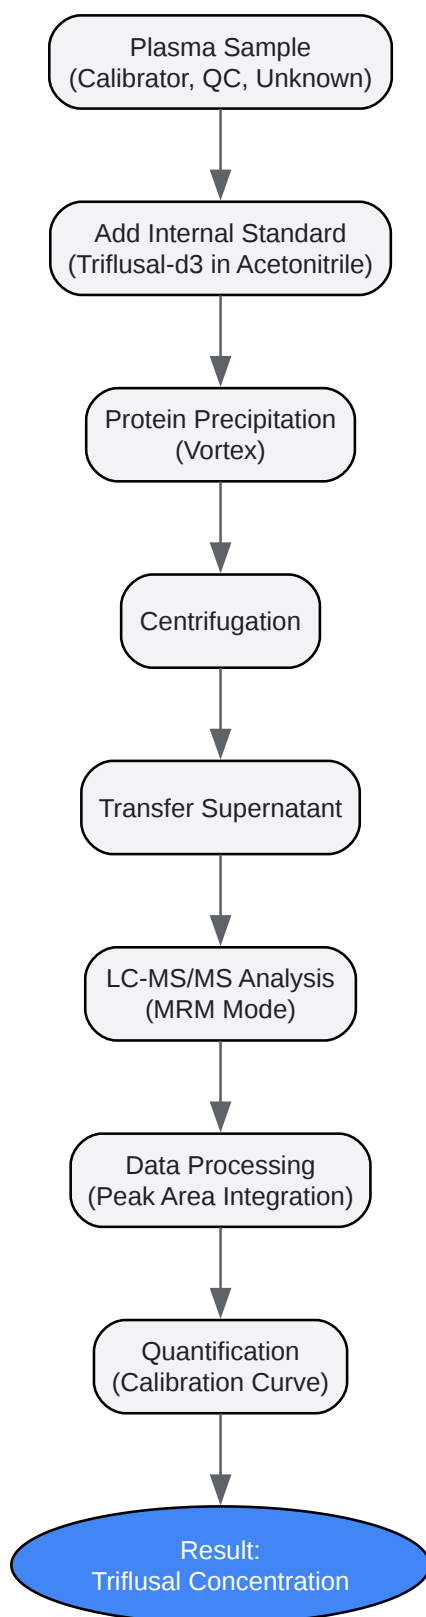 Plasma Sample
(Calibrator, QC, Unknown)
Add Internal Standard
(Triflusal-d3 in Acetonitrile)
Protein Precipitation
(Vortex)
Centrifugation
Transfer Supernatant
LC-MS/MS Analysis
(MRM Mode)
Data Processing
(Peak Area Integration)
Quantification
(Calibration Curve)
Result:
Triflusal Concentration